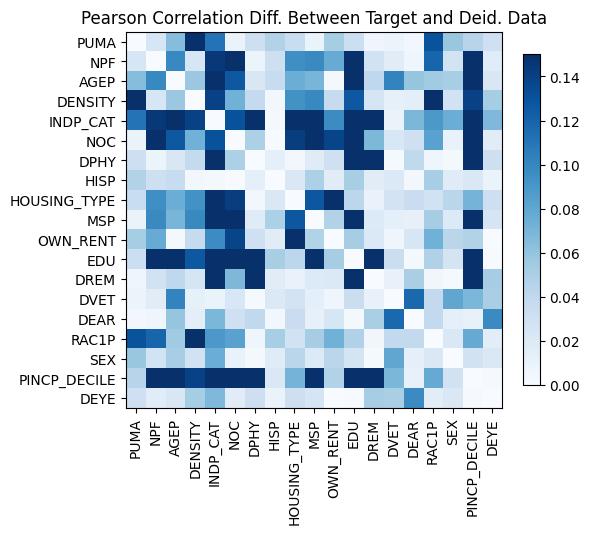 Pearson Correlation Diff. Between Target and Deid. Data
PUMA
NPF
AGEP
DENSITY
INDP_CAT
NOC
DPHY
HISP
HOUSING_TYPE
MSP
OWN_RENT
EDU
DREM
DVET
DEAR
RAC1P
SEX
PINCP_DECILE
DEYE
PUMA
NPF
AGEP
DENSITY
INDP_CAT
NOC
DPHY
HISP
HOUSING_TYPE
MSP
OWN_RENT
EDU
DREM
DVET
DEAR
RAC1P
SEX
PINCP_DECILE
DEYE
0.14
0.12
0.10
0.08
0.06
0.04
0.02
0.00